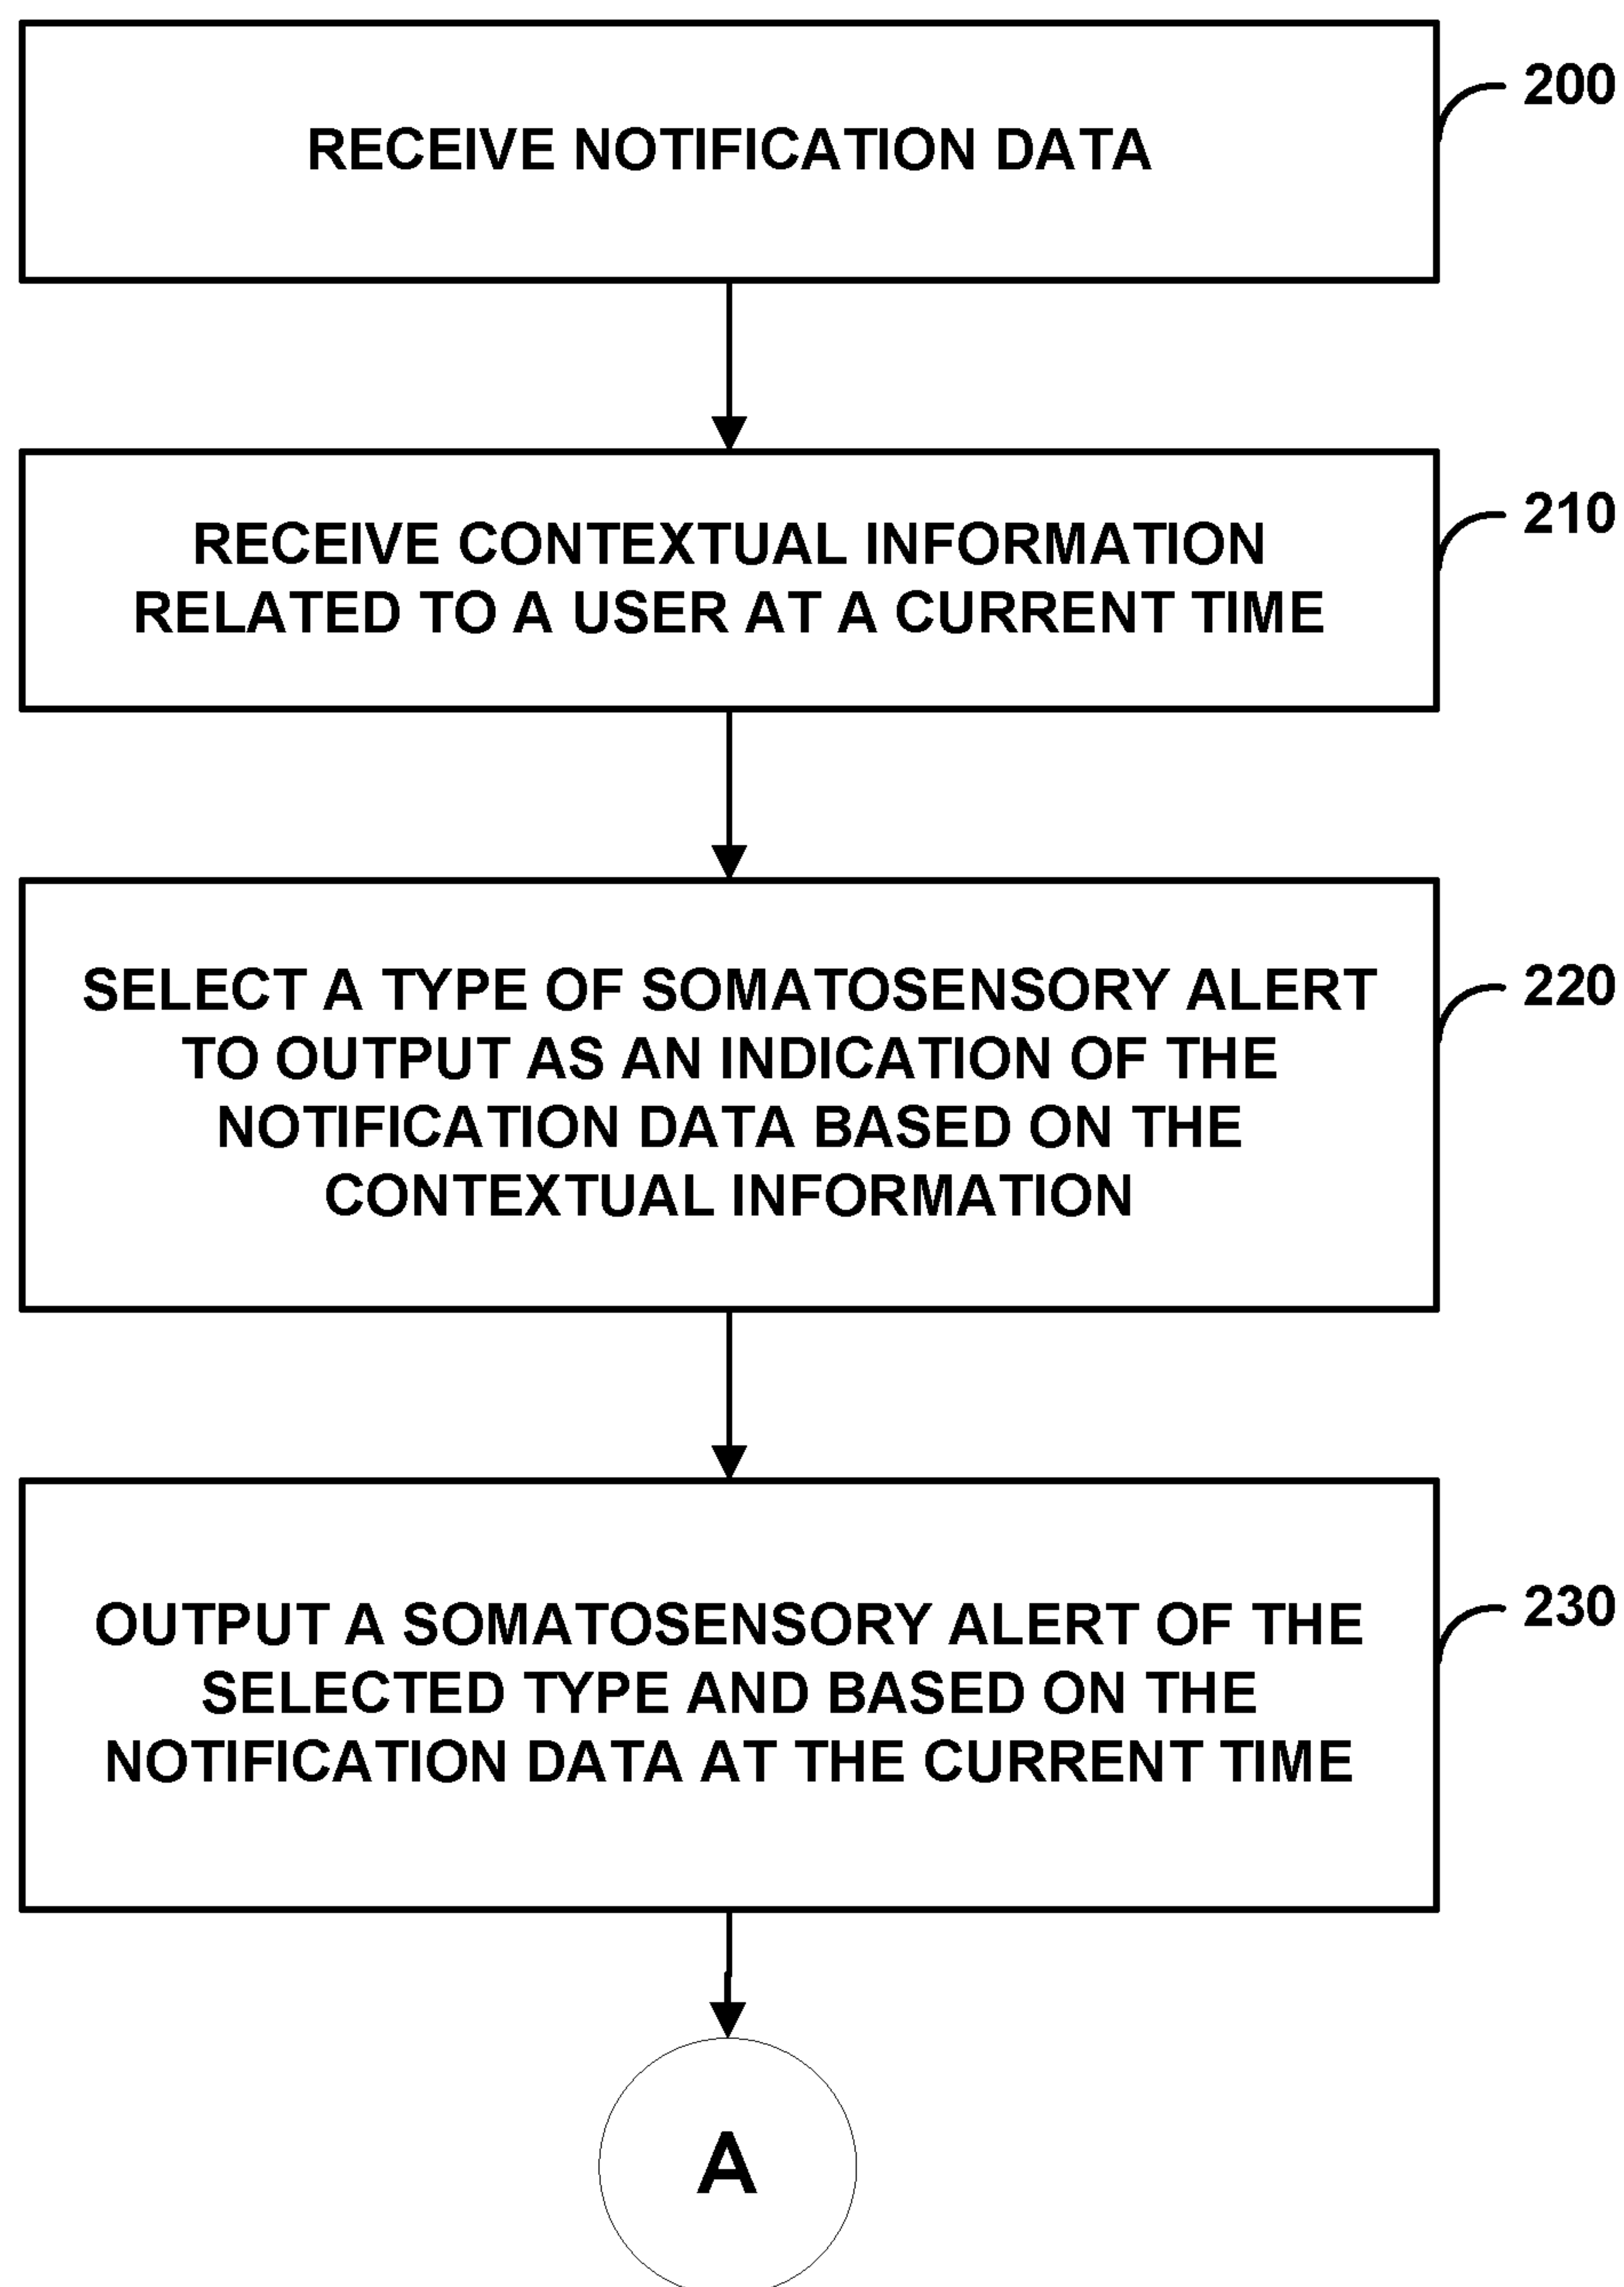 RECEIVE NOTIFICATION DATA
200
RECEIVE CONTEXTUAL INFORMATION
RELATED TO A USER AT A CURRENT TIME
210
SELECT A TYPE OF SOMATOSENSORY ALERT
TO OUTPUT AS AN INDICATION OF THE
NOTIFICATION DATA BASED ON THE
CONTEXTUAL INFORMATION
220
OUTPUT A SOMATOSENSORY ALERT OF THE
SELECTED TYPE AND BASED ON THE
NOTIFICATION DATA AT THE CURRENT TIME
230
A